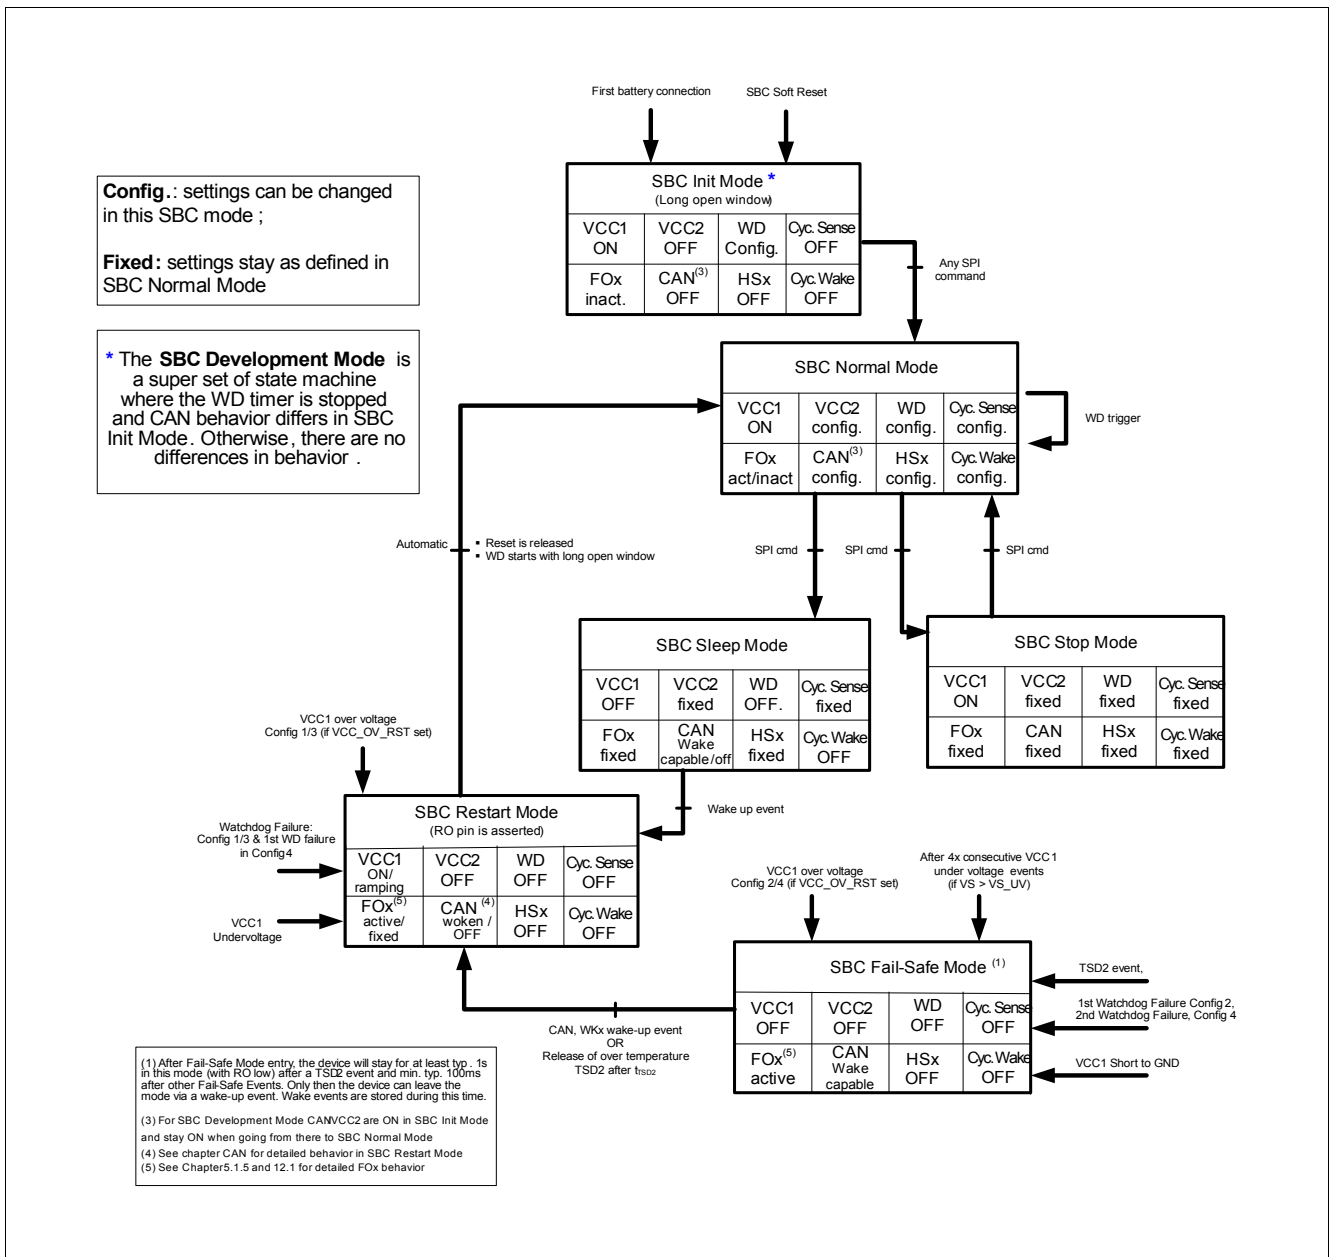 First battery connection
SBC Soft Reset
Config.: settings can be changed
in this SBC mode ;
Fixed: settings stay as defined in
SBC Normal Mode
* The SBC Development Mode is
a super set of state machine
where the WD timer is stopped
and CAN behavior differs in SBC
Init Mode. Otherwise, there are no
differences in behavior .
SBC Init Mode *
(Long open window)
VCC1
ON
VCC2
OFF
WD
Config.
Cyc. Sense
OFF
FOx
inact.
CAN(3)
OFF
HSx
OFF
Cyc. Wake
OFF
Any SPI
command
SBC Normal Mode
VCC1
ON
VCC2
config.
WD
config.
Cyc. Sense
config.
FOx
act/inact
CAN(3)
config.
HSx
config.
Cyc. Wake
config.
WD trigger
Automatic
▪ Reset is released
▪ WD starts with long open window
SPI cmd
SPI cmd
SPI cmd
SBC Sleep Mode
VCC1
OFF
VCC2
fixed
WD
OFF.
Cyc. Sense
fixed
FOx
fixed
CAN
Wake
capable /off
HSx
fixed
Cyc. Wake
OFF
SBC Stop Mode
VCC1
ON
VCC2
fixed
WD
fixed
Cyc. Sense
fixed
FOx
fixed
CAN
fixed
HSx
fixed
Cyc. Wake
fixed
VCC1 over voltage
Config 1/3 (if VCC_OV_RST set)
Wake up event
Watchdog Failure:
Config 1/3 & 1st WD failure
in Config4
VCC1
Undervoltage
SBC Restart Mode
(RO pin is asserted)
VCC1
ON/
ramping
VCC2
OFF
WD
OFF
Cyc. Sense
OFF
FOx(5)
active/
fixed
CAN(4)
woken /
OFF
HSx
OFF
Cyc. Wake
OFF
VCC1 over voltage
Config 2/4 (if VCC_OV_RST set)
After 4x consecutive VCC1
under voltage events
(if VS > VS_UV)
SBC Fail-Safe Mode (1)
VCC1
OFF
VCC2
OFF
WD
OFF
Cyc. Sense
OFF
FOx(5)
active
CAN
Wake
capable
HSx
OFF
Cyc. Wake
OFF
TSD2 event,
1st Watchdog Failure Config 2,
2nd Watchdog Failure, Config 4
VCC1 Short to GND
CAN, WKx wake-up event
OR
Release of over temperature
TSD2 after tTSD2
(1) After Fail-Safe Mode entry, the device will stay for at least typ. 1s
in this mode (with RO low) after a TSD2 event and min. typ. 100ms
after other Fail-Safe Events. Only then the device can leave the
mode via a wake-up event. Wake events are stored during this time.
(3) For SBC Development Mode CAN/VCC2 are ON in SBC Init Mode
and stay ON when going from there to SBC Normal Mode
(4) See chapter CAN for detailed behavior in SBC Restart Mode
(5) See Chapter5.1.5 and 12.1 for detailed FOx behavior